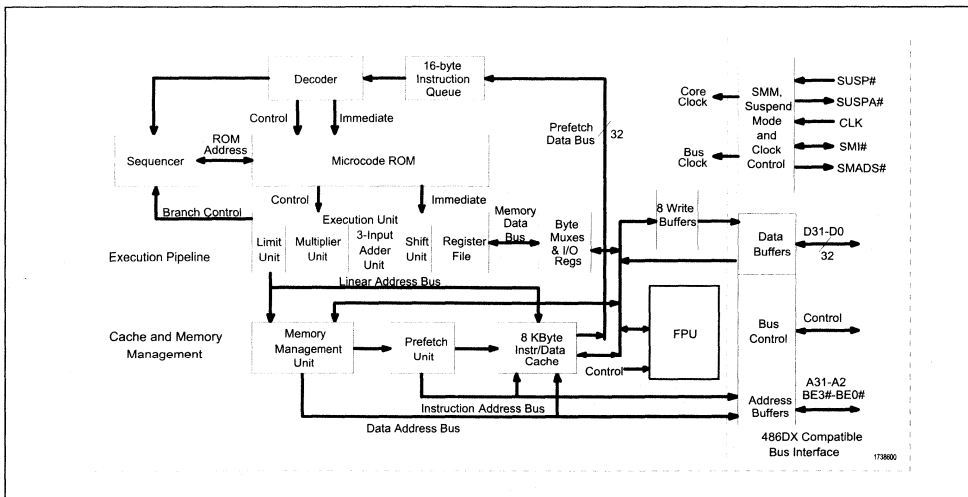 Decoder
16-byte
Instruction
Queue
Control
Immediate
Prefetch
Data Bus
32
Sequencer
ROM
Address
Microcode ROM
Branch Control
Control
Immediate
Execution Pipeline
Execution Unit
Limit
Unit
Multiplier
Unit
3-Input
Adder
Unit
Shift
Unit
Register
File
Memory
Data
Bus
Byte
Muxes
& I/O
Regs
Linear Address Bus
8 Write
Buffers
Core
Clock
Bus
Clock
SMM,
Suspend
Mode
and
Clock
Control
SUSP#
SUSPA#
CLK
SMI#
SMADS#
Data
Buffers
D31-D0
32
Cache and Memory
Management
Memory
Management
Unit
Prefetch
Unit
8 KByte
Instr/Data
Cache
FPU
Control
Bus
Control
Control
Instruction Address Bus
Data Address Bus
Address
Buffers
A31-A2
BE3#-BE0#
486DX Compatible
Bus Interface
1738600